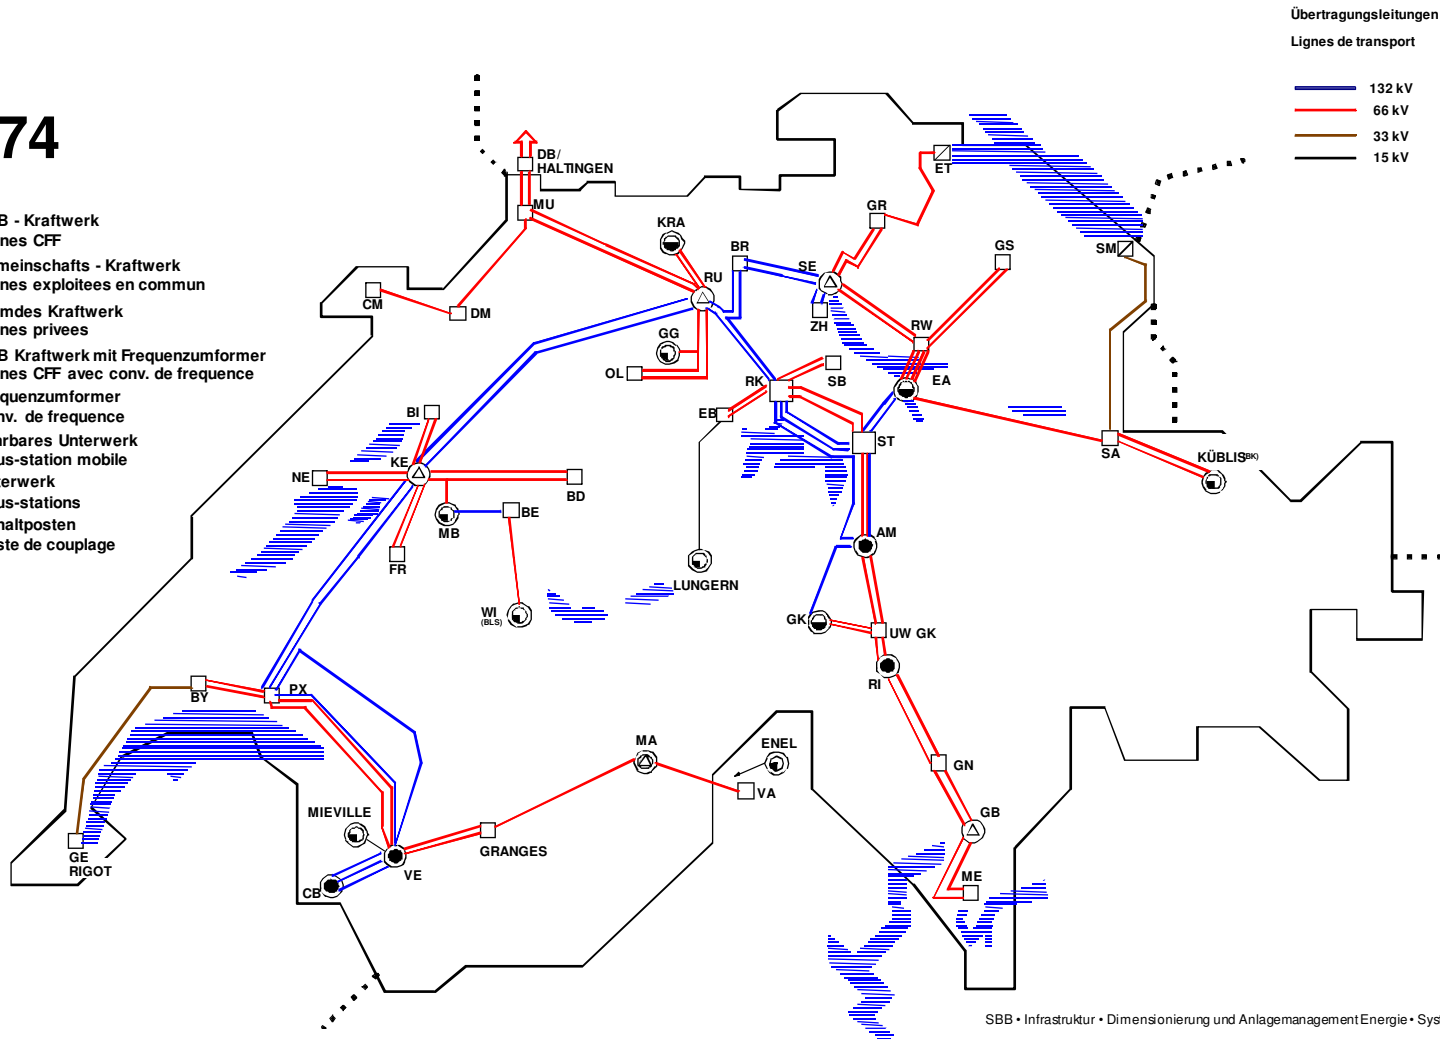 Übertragungsleitungen
Lignes de transport
132 kV
66 kV
33 kV
15 kV
74
B - Kraftwerk
nes CFF
meinschafts - Kraftwerk
nes exploitees en commun
mdes Kraftwerk
nes privees
B Kraftwerk mit Frequenzumformer
nes CFF avec conv. de frequence
quenzumformer
nv. de frequence
hrbares Unterwerk
us-station mobile
terwerk
us-stations
haltposten
ste de couplage
DB/
HALTINGEN
MU
ET
GR
KRA
BR
SE
GS
SM
RU
CM
DM
ZH
RW
GG
OL
RK
SB
EA
BI
EB
ST
KE
SA
KÜBLIS(BK)
NE
BD
MB
BE
AM
FR
LUNGERN
WI
(BLS)
GK
UW GK
RI
BY
PX
MA
ENEL
GN
VA
MIEVILLE
GB
GRANGES
GE
RIGOT
VE
ME
CB
SBB • Infrastruktur • Dimensionierung und Anlagemanagement Energie • Sys